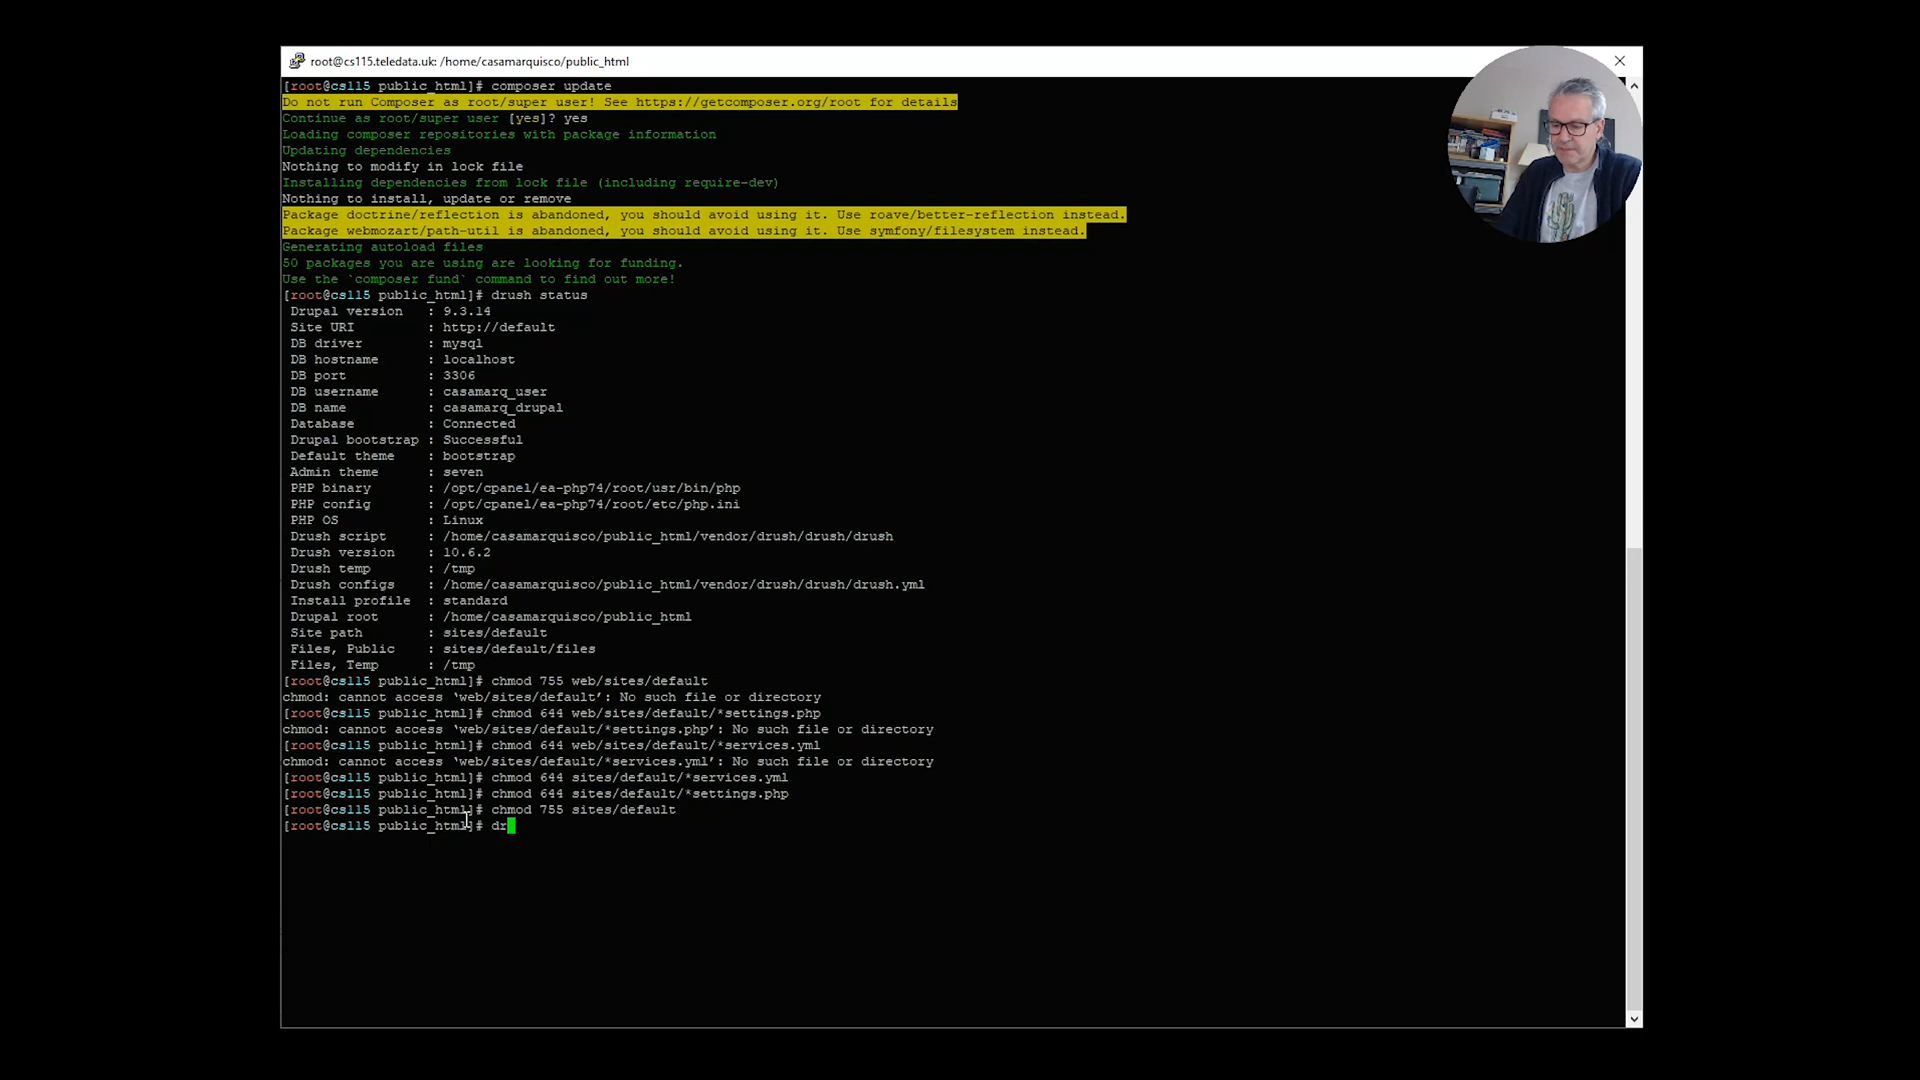 root@cs115.teledata.uk: /home/casamarquisco/public_html
[root@cs115 public_html]# composer update
Do not run Composer as root/super user! See https://getcomposer.org/root for details
Continue as root/super user [yes]? yes
Loading composer repositories with package information
Updating dependencies
Nothing to modify in lock file
Installing dependencies from lock file (including require-dev)
Nothing to install, update or remove
Package doctrine/reflection is abandoned, you should avoid using it. Use roave/better-reflection instead.
Package webmozart/path-util is abandoned, you should avoid using it. Use symfony/filesystem instead.
Generating autoload files
50 packages you are using are looking for funding.
Use the `composer fund` command to find out more!
[root@cs115 public_html]# drush status
Drupal version : 9.3.14
Site URI : http://default
DB driver : mysql
DB hostname : localhost
DB port : 3306
DB username : casamarq_user
DB name : casamarq_drupal
Database : Connected
Drupal bootstrap : Successful
Default theme : bootstrap
Admin theme : seven
PHP binary : /opt/cpanel/ea-php74/root/usr/bin/php
PHP config : /opt/cpanel/ea-php74/root/etc/php.ini
PHP OS : Linux
Drush script : /home/casamarquisco/public_html/vendor/drush/drush/drush
Drush version : 10.6.2
Drush temp : /tmp
Drush configs : /home/casamarquisco/public_html/vendor/drush/drush/drush.yml
Install profile : standard
Drupal root : /home/casamarquisco/public_html
Site path : sites/default
Files, Public : sites/default/files
Files, Temp : /tmp
[root@cs115 public_html]# chmod 755 web/sites/default
chmod: cannot access ‘web/sites/default’: No such file or directory
[root@cs115 public_html]# chmod 644 web/sites/default/*settings.php
chmod: cannot access ‘web/sites/default/*settings.php’: No such file or directory
[root@cs115 public_html]# chmod 644 web/sites/default/*services.yml
chmod: cannot access ‘web/sites/default/*services.yml’: No such file or directory
[root@cs115 public_html]# chmod 644 sites/default/*services.yml
[root@cs115 public_html]# chmod 644 sites/default/*settings.php
[root@cs115 public_html]# chmod 755 sites/default
[root@cs115 public_html]# dr